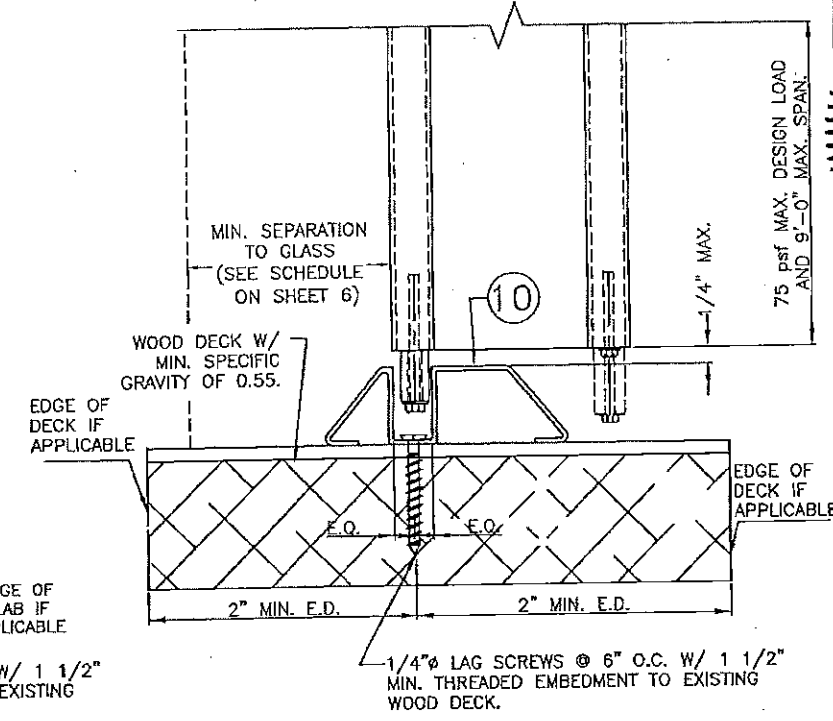 75 psf MAX. DESIGN LOAD
AND 9'-0" MAX. SPAN.
1/4" MAX.
MIN. SEPARATION
TO GLASS
(SEE SCHEDULE
ON SHEET 6)
10
WOOD DECK W/
MIN. SPECIFIC
GRAVITY OF 0.55.
EDGE OF
DECK IF
APPLICABLE
EDGE OF
DECK IF
APPLICABLE
E.Q.
E.Q.
2" MIN. E.D.
2" MIN. E.D.
GE OF
LAB IF
PLICABLE
W/ 1 1/2"
EXISTING
1/4"ø LAG SCREWS @ 6" O.C. W/ 1 1/2"
MIN. THREADED EMBEDMENT TO EXISTING
WOOD DECK.